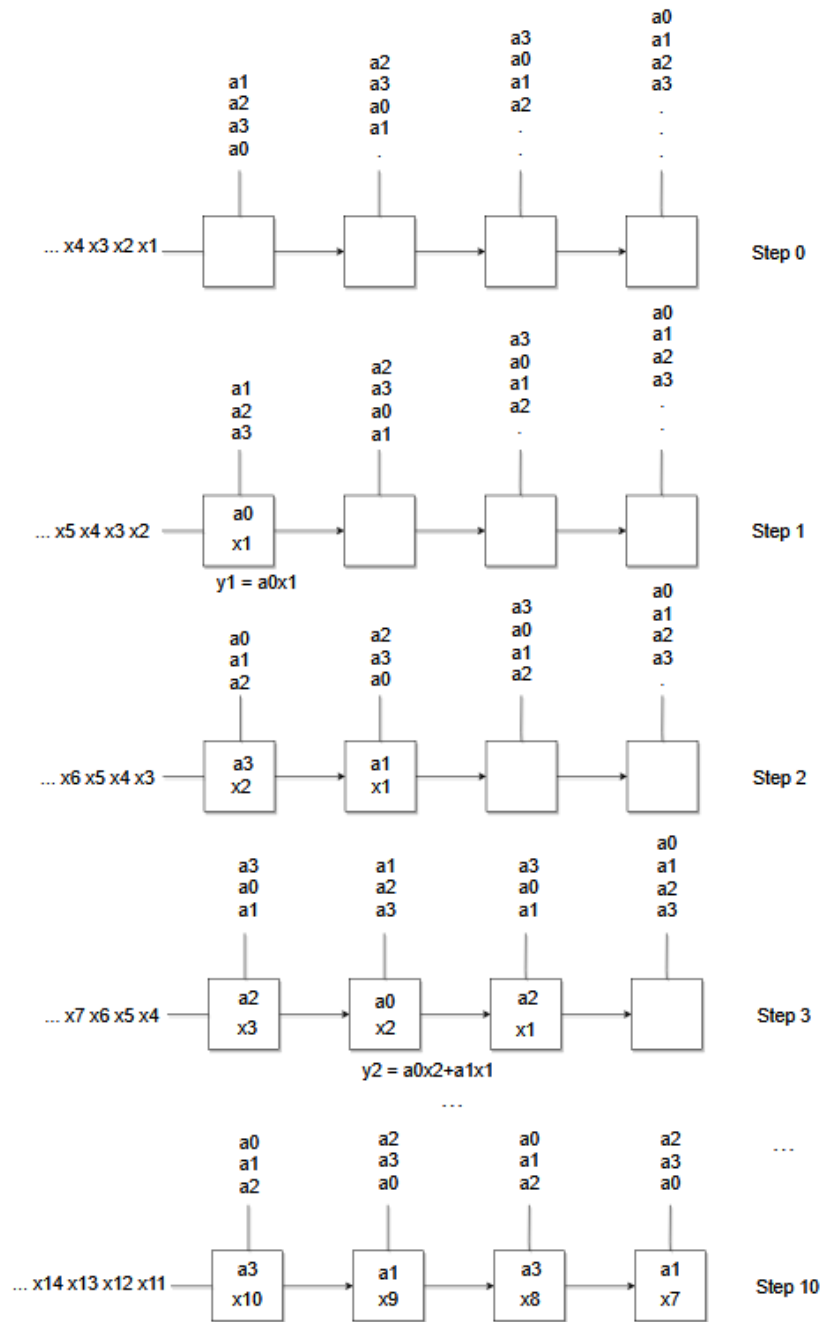 a0
a3 a1
a2 a0 a2
a1 a3 a1 a3
a2 a0 a2 .
a3 a1 . .
a0 . . .
... x4 x3 x2 x1
Step 0
a0
a3 a1
a2 a0 a2
a1 a3 a1 a3
a2 a0 a2 .
a3 a1 . .
a0
... x5 x4 x3 x2
x1
Step 1
y1 = a0x1
a0
a3 a1
a0 a2 a0 a2
a1 a3 a1 a3
a2 a0 a2 .
a3 a1
... x6 x5 x4 x3
x2 x1
Step 2
a0
a3 a1 a3 a1
a0 a2 a0 a2
a1 a3 a1 a3
a2 a0 a2
... x7 x6 x5 x4
x3 x2 x1
Step 3
y2 = a0x2+a1x1
...
a0 a2 a0 a2
...
a1 a3 a1 a3
a2 a0 a2 a0
a3 a1 a3 a1
... x14 x13 x12 x11
x10 x9 x8 x7
Step 10